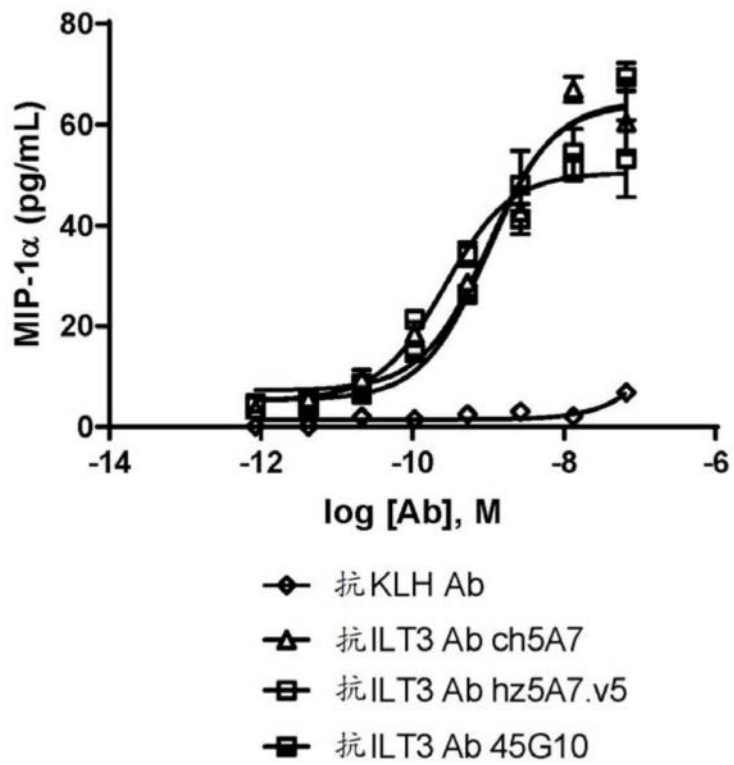 80
60
40
20
0
MIP-1α (pg/mL)
-14
-12
-10
-8
-6
log [Ab], M
抗KLH Ab
抗ILT3 Ab ch5A7
抗ILT3 Ab hz5A7.v5
抗ILT3 Ab 45G10